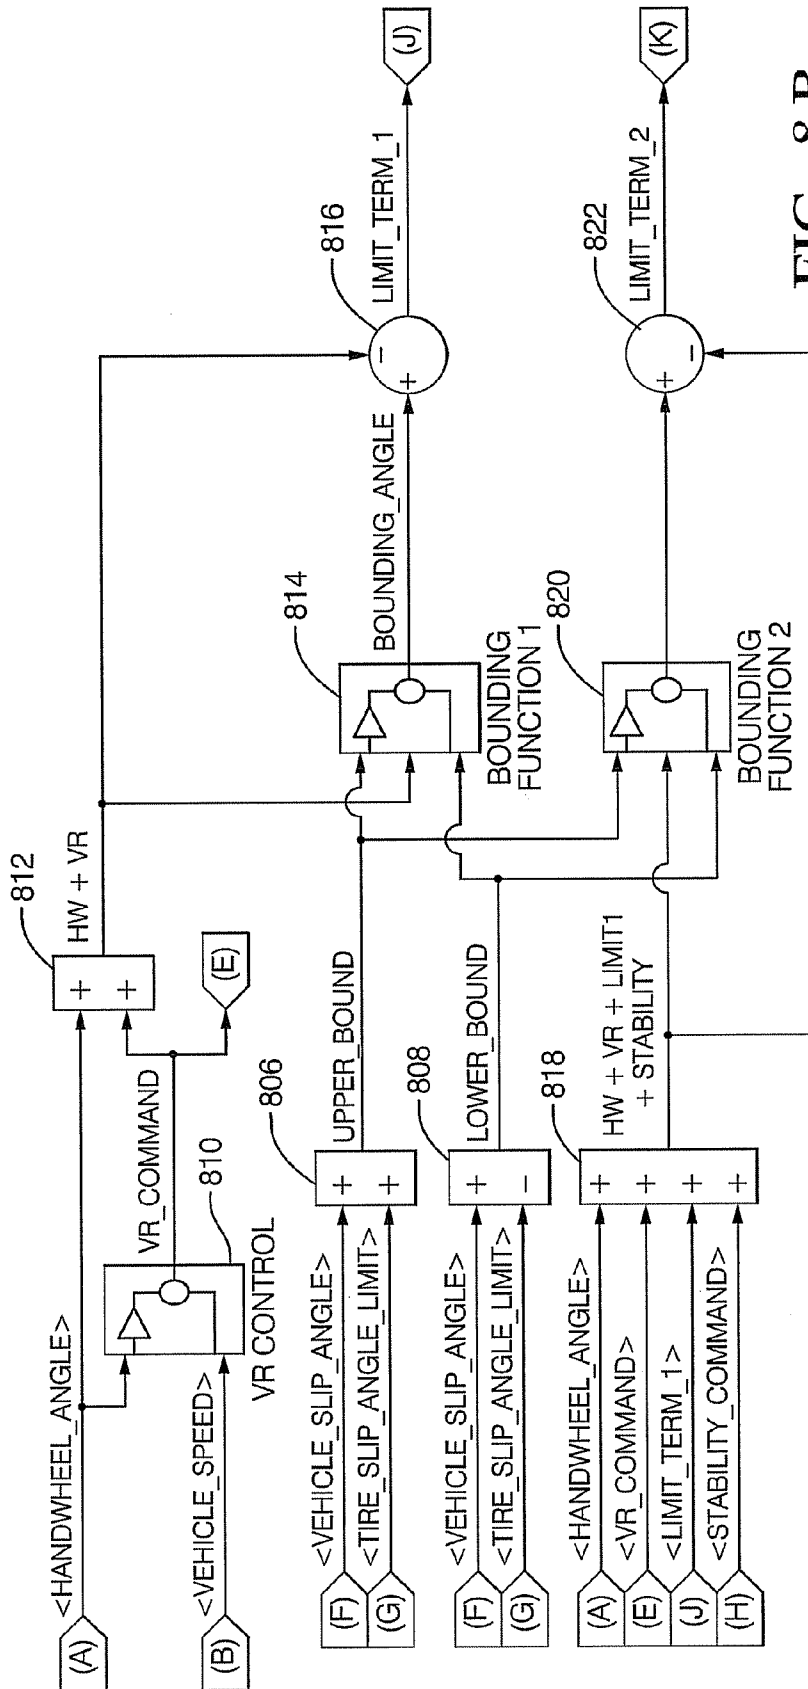 (A)
<HANDWHEEL_ANGLE>
(B)
<VEHICLE_SPEED>
VR CONTROL
810
VR_COMMAND
(E)
+
+
812
HW + VR
(F)
<VEHICLE_SLIP_ANGLE>
(G)
<TIRE_SLIP_ANGLE_LIMIT>
+
+
806
UPPER_BOUND
(F)
<VEHICLE_SLIP_ANGLE>
(G)
<TIRE_SLIP_ANGLE_LIMIT>
+
−
808
LOWER_BOUND
(A)
<HANDWHEEL_ANGLE>
(E)
<VR_COMMAND>
(J)
<LIMIT_TERM_1>
(H)
<STABILITY_COMMAND>
+
+
+
+
818
HW + VR + LIMIT1
+ STABILITY
814
BOUNDING
FUNCTION 1
BOUNDING_ANGLE
+
−
816
LIMIT_TERM_1
(J)
820
BOUNDING
FUNCTION 2
+
−
822
LIMIT_TERM_2
(K)